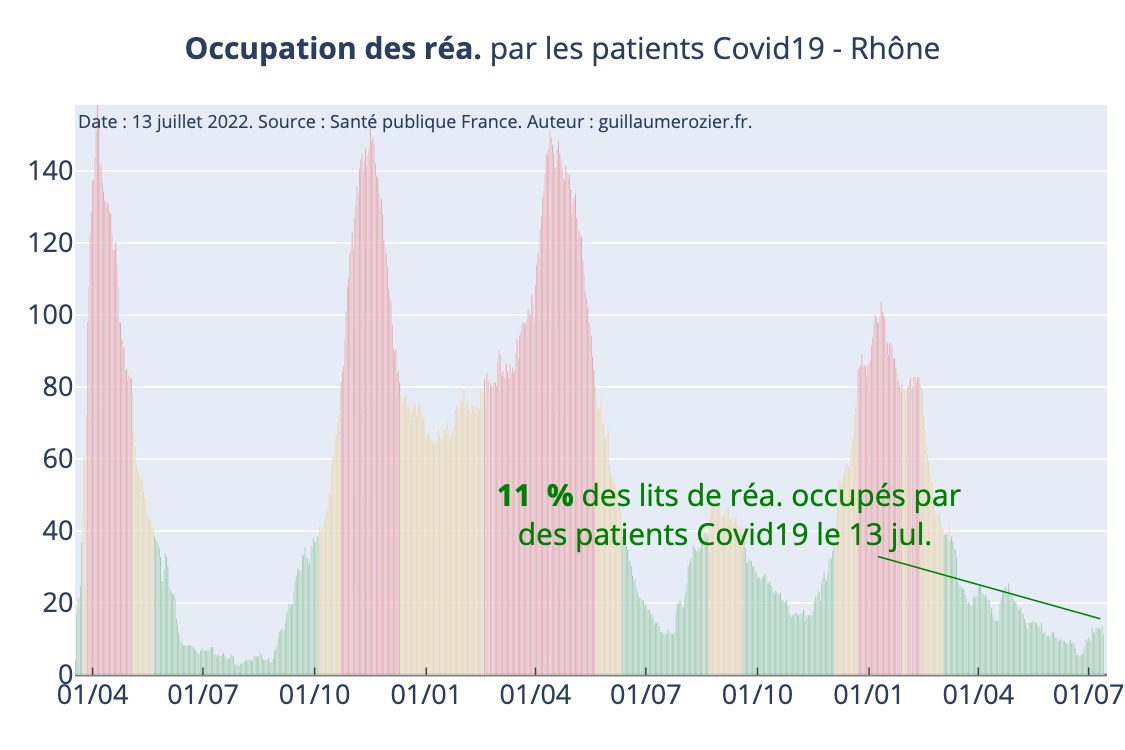 Occupation des réa. par les patients Covid19 - Rhône
Date : 13 juillet 2022. Source : Santé publique France. Auteur : guillaumerozier.fr.
140
120
100
80
60
40
20
0
11 % des lits de réa. occupés par
des patients Covid19 le 13 jul.
01/04 01/07 01/10 01/01 01/04 01/07 01/10 01/01 01/04 01/07